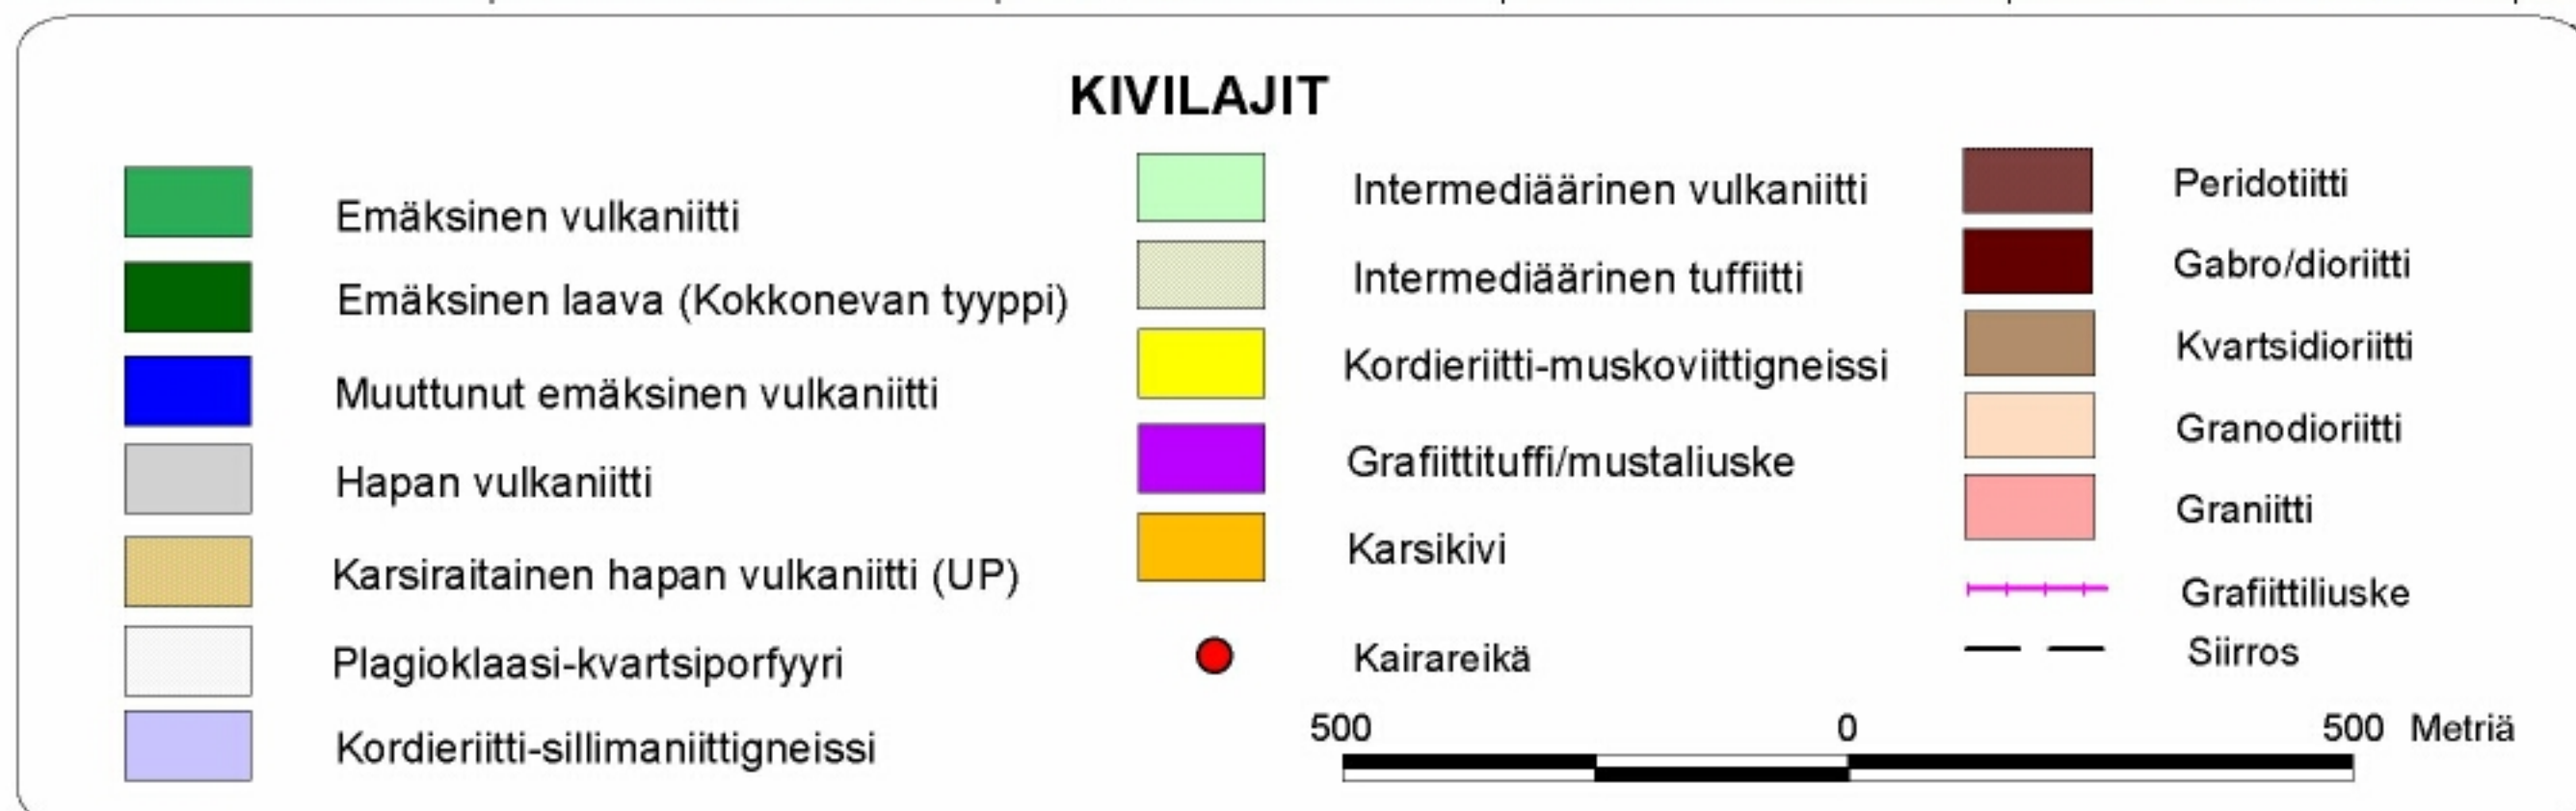 KIVILAJIT
Emäksinen vulkaniitti
Emäksinen laava (Kokkonevan tyyppi)
Muuttunut emäksinen vulkaniitti
Hapan vulkaniitti
Karsiraitainen hapan vulkaniitti (UP)
Plagioklaasi-kvartsiporfyyri
Kordieriitti-sillimaniittigneissi
Intermediäärinen vulkaniitti
Intermediäärinen tuffiitti
Kordieriitti-muskoviittigneissi
Grafiittituffi/mustaliuske
Karsikivi
Kairareikä
Peridotiitti
Gabro/dioriitti
Kvartsidioriitti
Granodioriitti
Graniitti
Grafiittiliuske
Siirros
500 0 500 Metriä